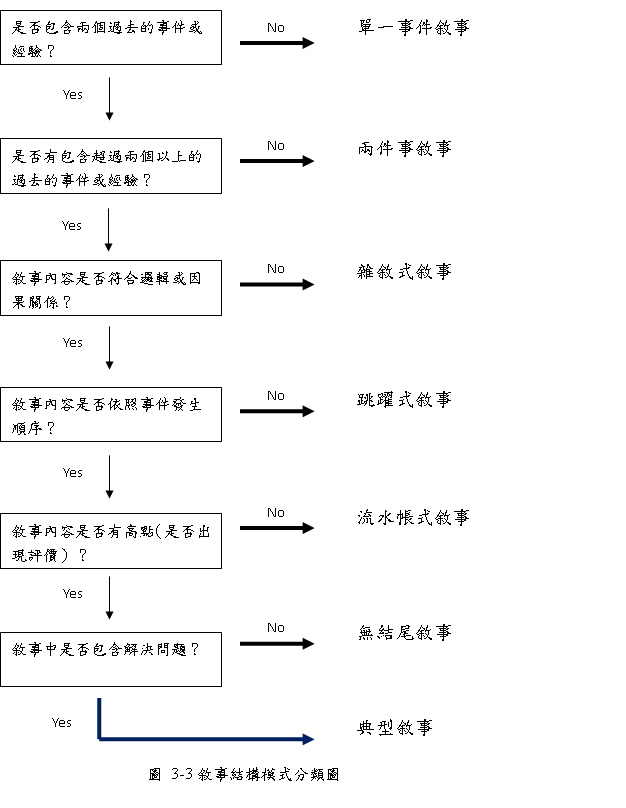 是否包含兩個過去的事件或
經驗？
No
單一事件敘事
Yes
是否有包含超過兩個以上的
過去的事件或經驗？
No
兩件事敘事
Yes
敘事內容是否符合邏輯或因
果關係？
No
雜敘式敘事
Yes
敘事內容是否依照事件發生
順序？
No
跳躍式敘事
Yes
敘事內容是否有高點(是否出
現評價）？
No
流水帳式敘事
Yes
敘事中是否包含解決問題？
No
無結尾敘事
Yes
典型敘事
圖 3-3 敘事結構模式分類圖